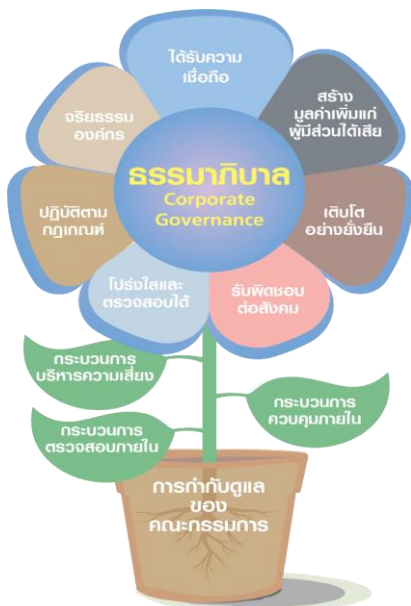 ได้รับความ
เชื่อถือ
สร้าง
มูลค่าเพิ่มแก่
ผู้มีส่วนได้เสีย
จริยธรรม
องค์กร
ธรรมาภิบาล
Corporate
Governance
ปฏิบัติตาม
กฎเกณฑ์
เติบโต
อย่างยั่งยืน
โปร่งใสและ
ตรวจสอบได้
รับผิดชอบ
ต่อสังคม
กระบวนการ
บริหารความเสี่ยง
กระบวนการ
ควบคุมภายใน
กระบวนการ
ตรวจสอบภายใน
การกำกับดูแล
ของ
คณะกรรมการ